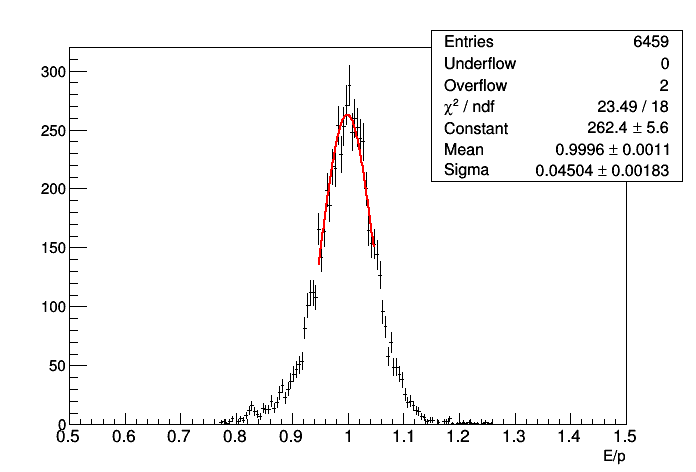 Entries 6459
Underflow 0
Overflow 2
χ² / ndf 23.49 / 18
Constant 262.4 ± 5.6
Mean 0.9996 ± 0.0011
Sigma 0.04504 ± 0.00183
300
250
200
150
100
50
0
0.5 0.6 0.7 0.8 0.9 1 1.1 1.2 1.3 1.4 1.5
E/p